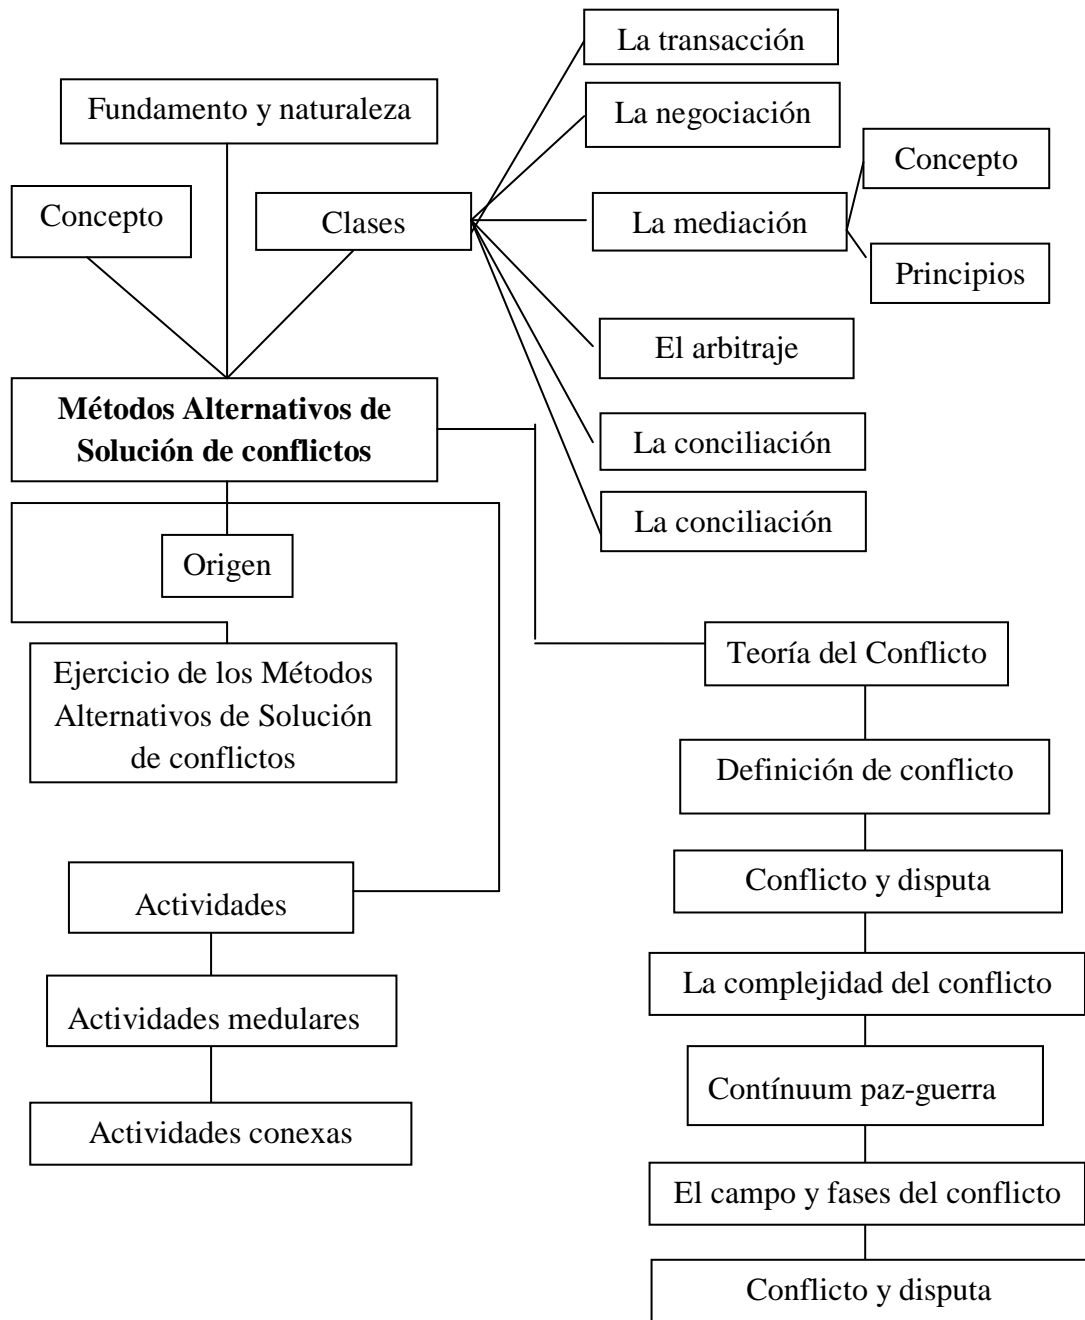 La transacción
Fundamento y naturaleza
La negociación
Concepto
Concepto
Clases
La mediación
Principios
El arbitraje
Métodos Alternativos de
Solución de conflictos
La conciliación
La conciliación
Origen
Teoría del Conflicto
Ejercicio de los Métodos
Alternativos de Solución
de conflictos
Definición de conflicto
Conflicto y disputa
Actividades
La complejidad del conflicto
Actividades medulares
Contínuum paz-guerra
Actividades conexas
El campo y fases del conflicto
Conflicto y disputa